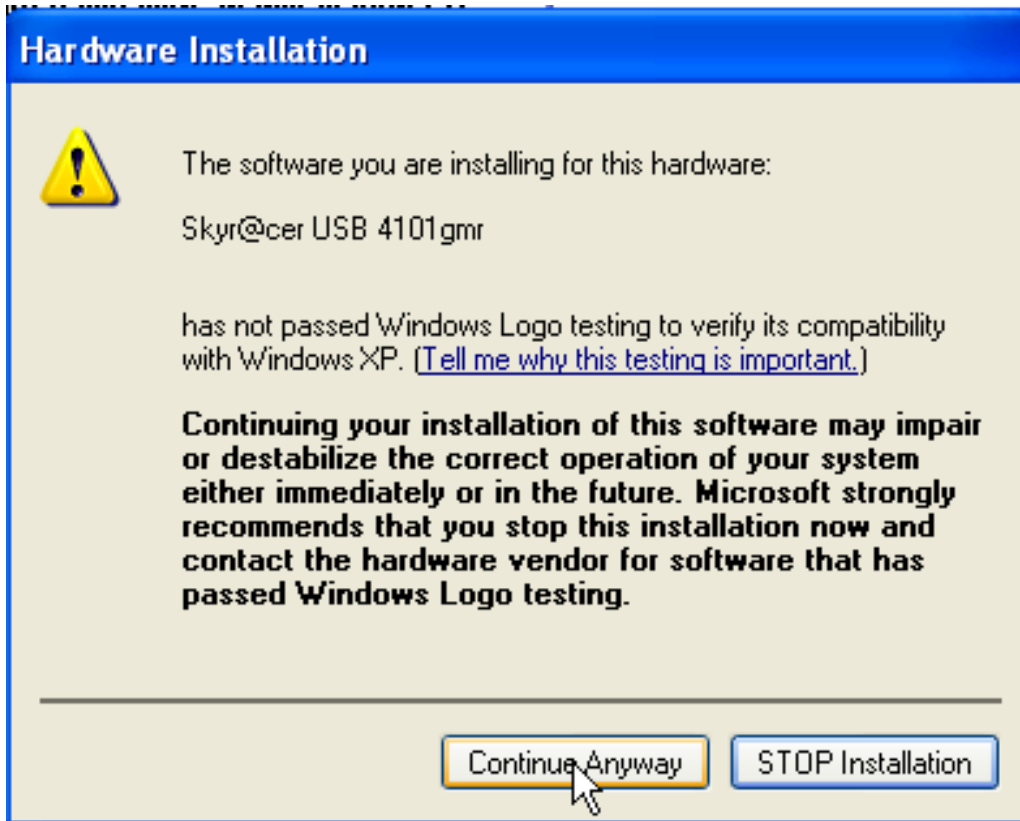 Hardware Installation
The software you are installing for this hardware:
Skyr@cer USB 4101gmr
has not passed Windows Logo testing to verify its compatibility
with Windows XP. (Tell me why this testing is important.)
Continuing your installation of this software may impair
or destabilize the correct operation of your system
either immediately or in the future. Microsoft strongly
recommends that you stop this installation now and
contact the hardware vendor for software that has
passed Windows Logo testing.
Continue Anyway
STOP Installation